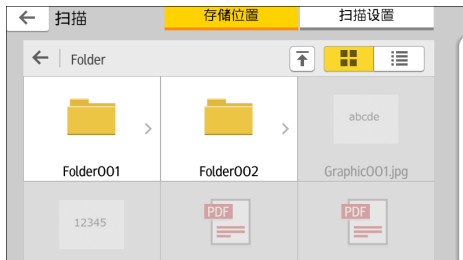 扫描
存储位置
扫描设置
Folder
abcde
Folder001
Folder002
Graphic001.jpg
12345
PDF
PDF